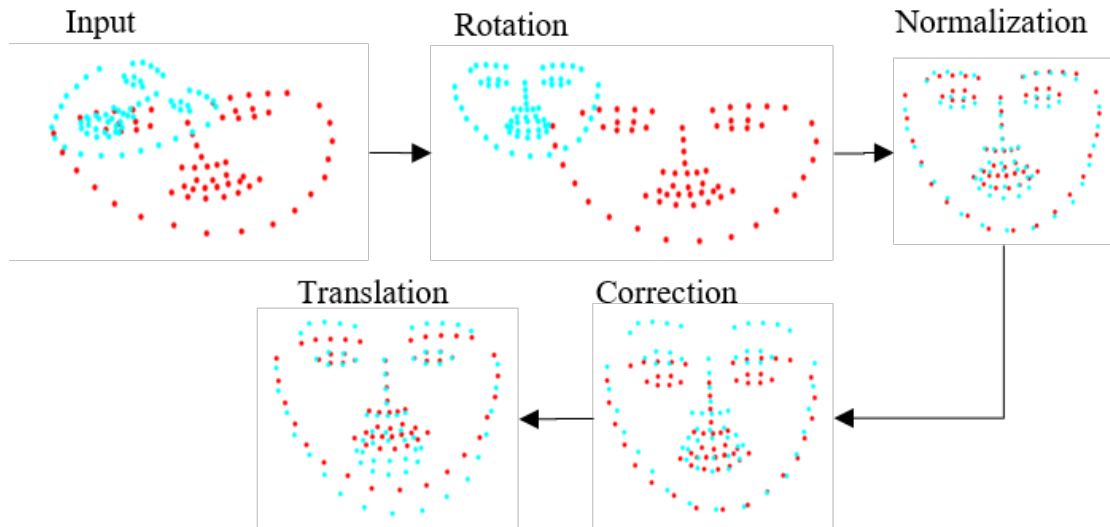 Input
Rotation
Normalization
Translation
Correction